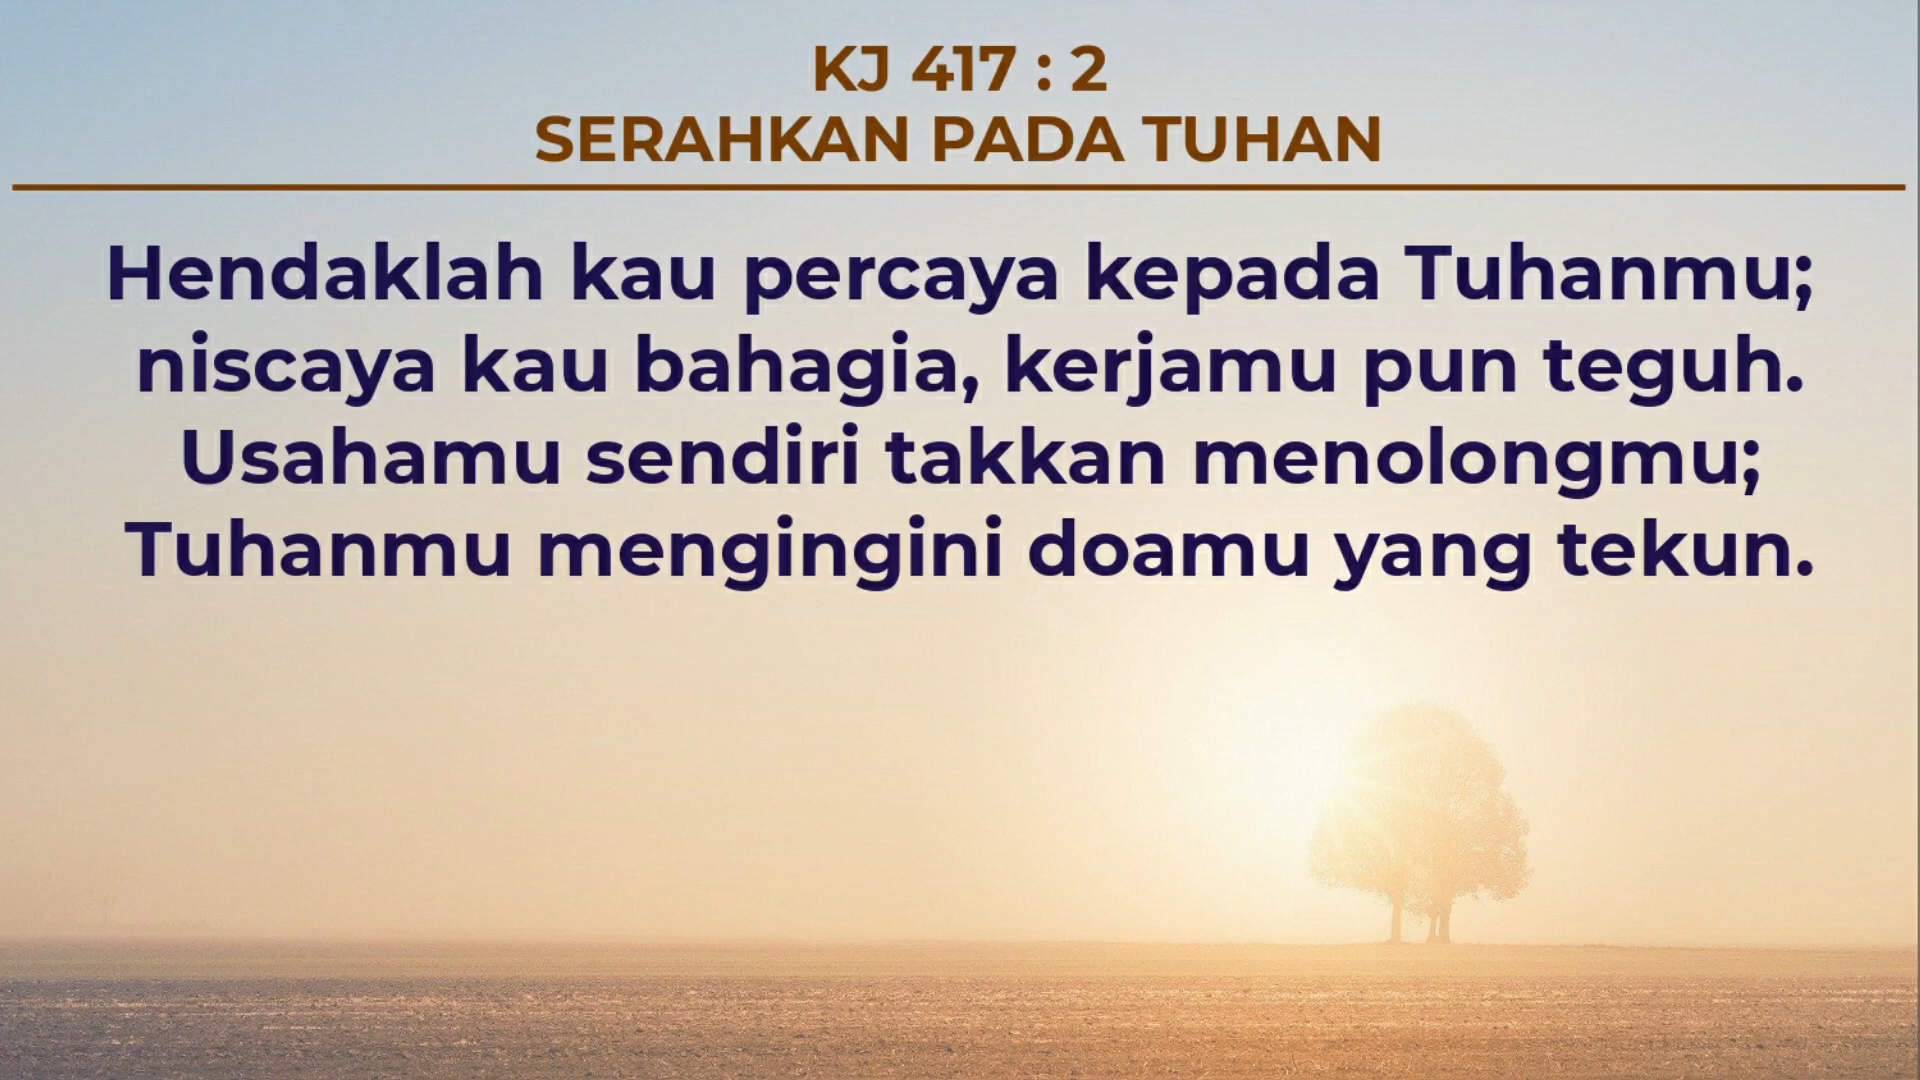 KJ 417 : 2
SERAHKAN PADA TUHAN
Hendaklah kau percaya kepada Tuhanmu;
niscaya kau bahagia, kerjamu pun teguh.
Usahamu sendiri takkan menolongmu;
Tuhanmu mengingini doamu yang tekun.